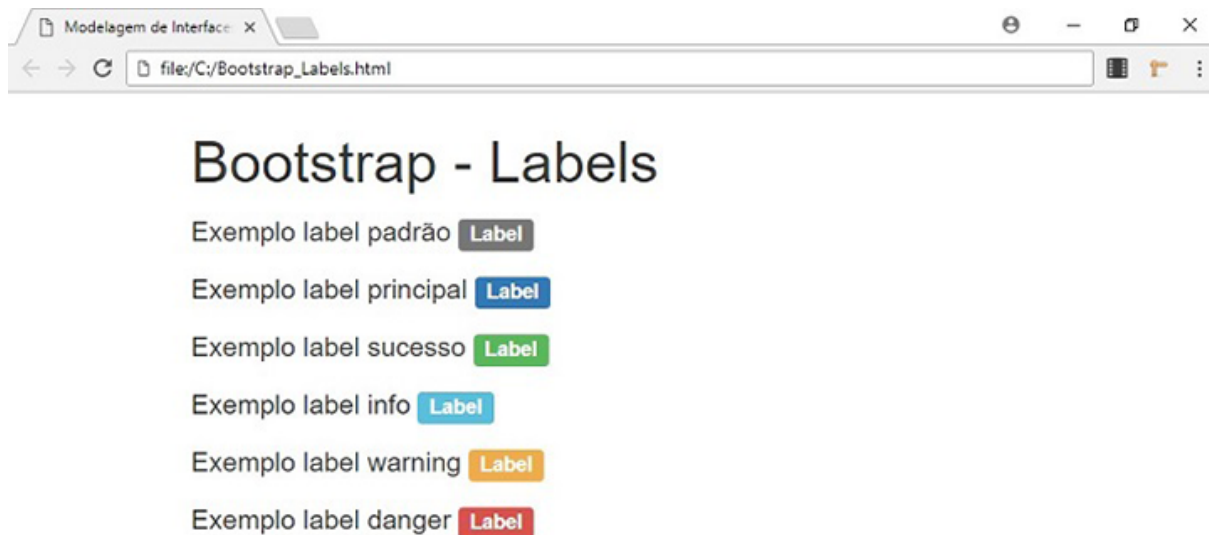 Modelagem de Interface
file:/C:/Bootstrap_Labels.html
Bootstrap - Labels
Exemplo label padrão Label
Exemplo label principal Label
Exemplo label sucesso Label
Exemplo label info Label
Exemplo label warning Label
Exemplo label danger Label